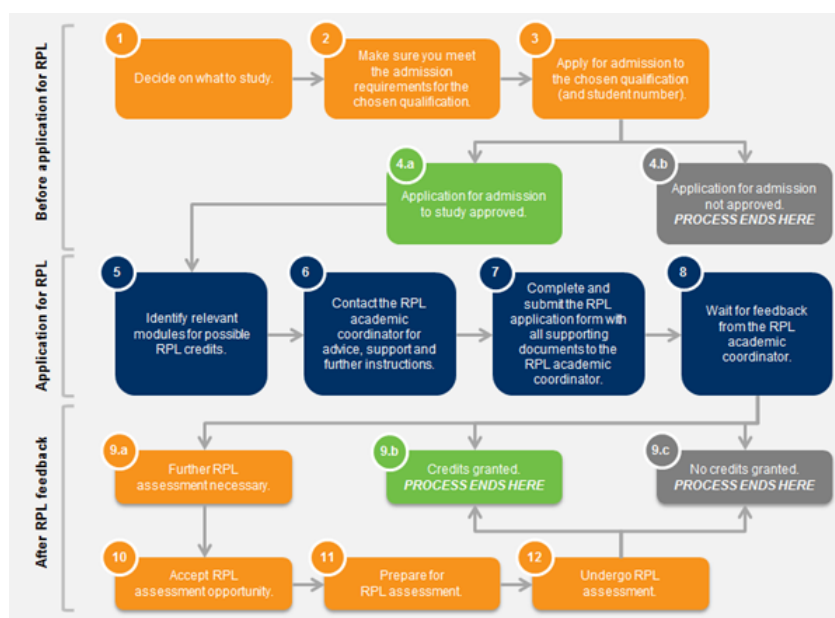 Before application for RPL
1
Decide on what to study.
2
Make sure you meet
the admission
requirements for the
chosen qualification.
3
Apply for admission to
the chosen qualification
(and student number).
4.a
Application for admission
to study approved.
4.b
Application for admission
not approved.
PROCESS ENDS HERE
Application for RPL
5
Identify relevant
modules for possible
RPL credits.
6
Contact the RPL
academic
coordinator for
advice, support and
further instructions.
7
Complete and
submit the RPL
application form with
all supporting
documents to the
RPL academic
coordinator.
8
Wait for feedback
from the RPL
academic
coordinator.
After RPL feedback
9.a
Further RPL
assessment necessary.
9.b
Credits granted.
PROCESS ENDS HERE
9.c
No credits granted.
PROCESS ENDS HERE
10
Accept RPL
assessment opportunity.
11
Prepare for
RPL assessment.
12
Undergo RPL
assessment.